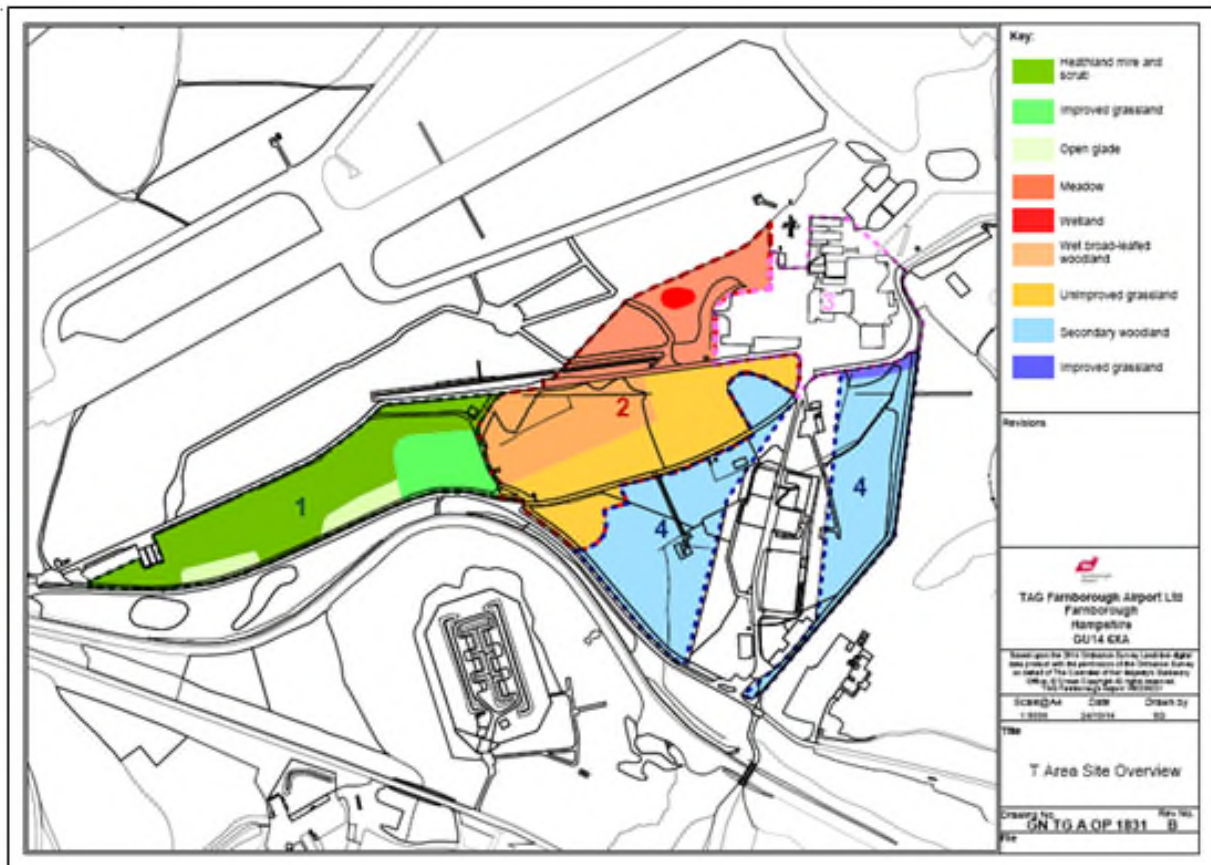 1
2
3
4
4
Key:
Heathland mire and
scrub
Improved grassland
Open glade
Meadow
Wetland
Wet broad-leafed
woodland
Unimproved grassland
Secondary woodland
Improved grassland
Revisions
TAG Farnborough Airport Ltd
Farnborough
Hampshire
GU14 6XA
Scale@A4 Date Drawn by
Title
T Area Site Overview
Drawing No. Rev No.
GN TG A OP 1831 B
File